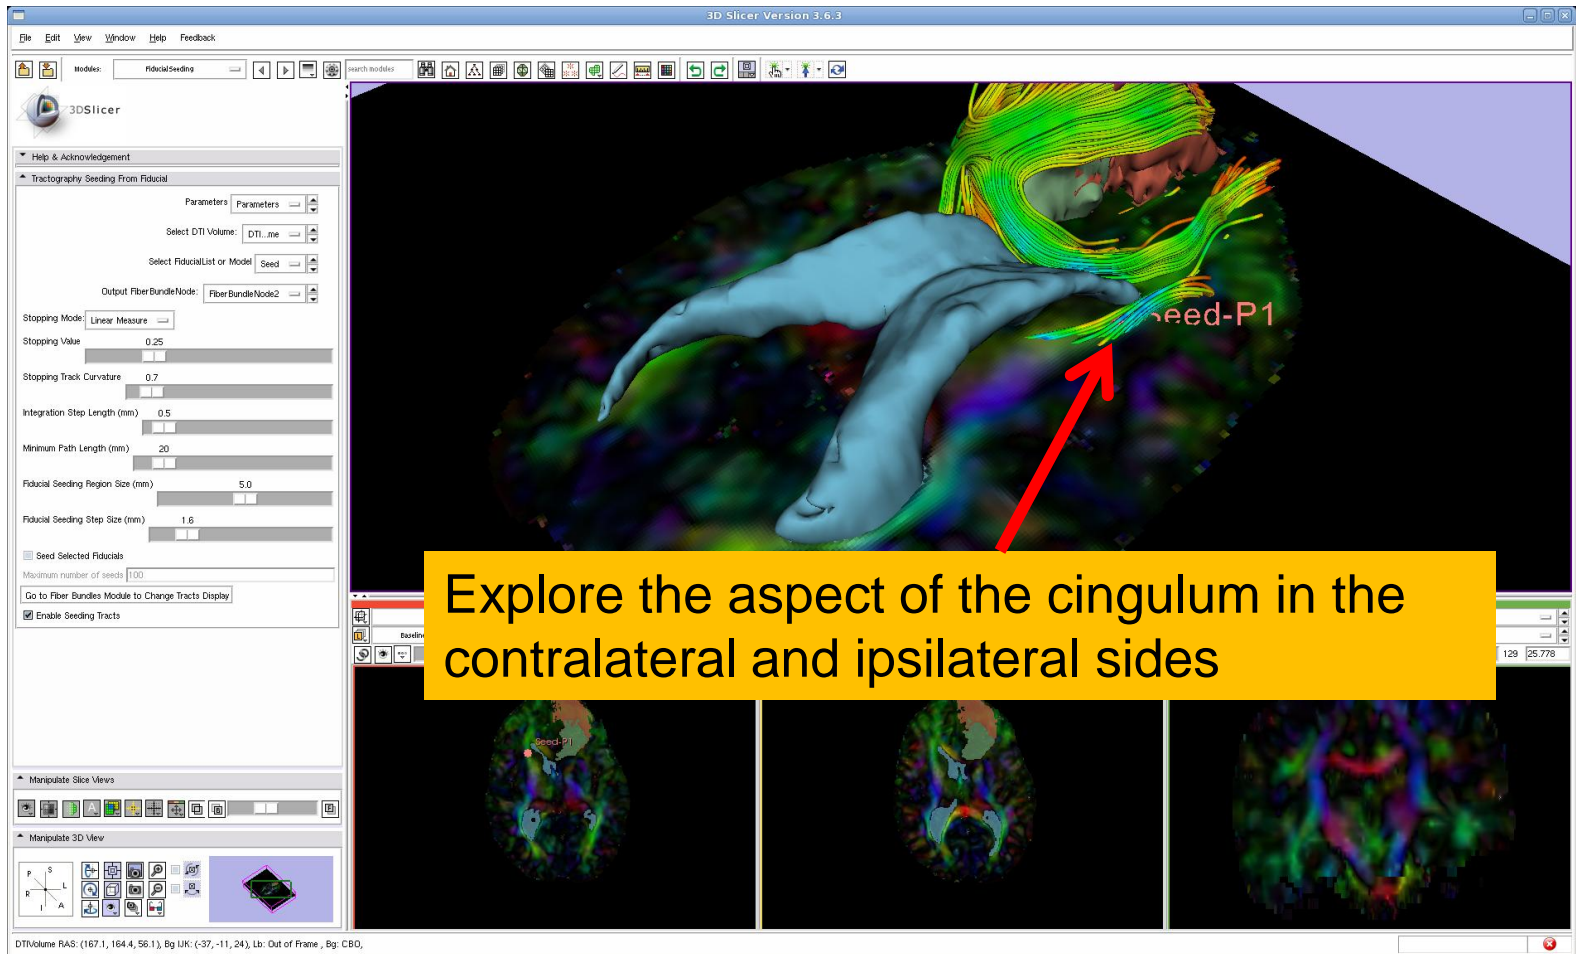 3D Slicer Version 3.6.3
File Edit View Window Help Feedback
Modules: FiducialSeeding search modules
3DSlicer
Help & Acknowledgement
Tractography Seeding From Fiducial
Parameters Parameters
Select DTI Volume: DTI...me
Select FiducialList or Model Seed
Output FiberBundleNode: FiberBundleNode2
Stopping Mode: Linear Measure
Stopping Value 0.25
Stopping Track Curvature 0.7
Integration Step Length (mm) 0.5
Minimum Path Length (mm) 20
Fiducial Seeding Region Size (mm) 5.0
Fiducial Seeding Step Size (mm) 1.6
Seed Selected Fiducials
Maximum number of seeds 100
Go to Fiber Bundles Module to Change Tracts Display
Enable Seeding Tracts
Seed-P1
Explore the aspect of the cingulum in the
contralateral and ipsilateral sides
Baseline
129 25.778
Seed-P1
Manipulate Slice Views
Manipulate 3D View
P S
R L
I A
DTIVolume RAS: (167.1, 164.4, 56.1), Bg IJK: (-37, -11, 24), Lb: Out of Frame , Bg: CBO,